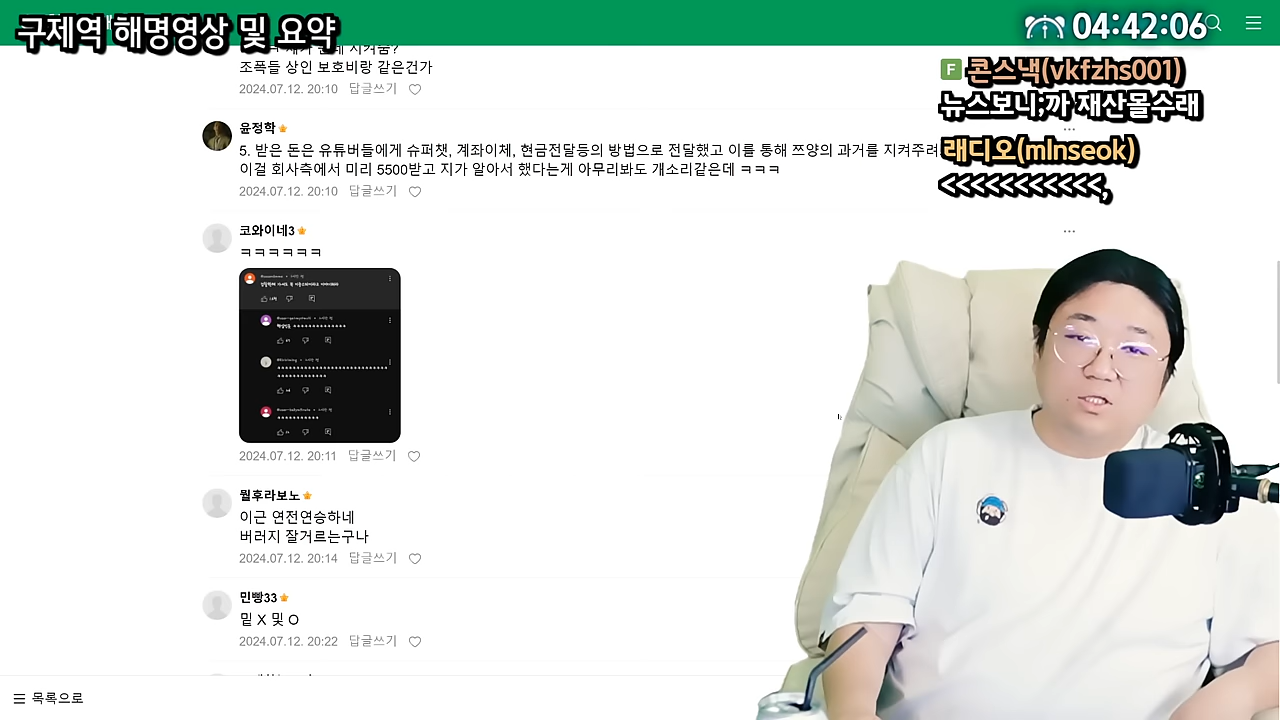 구제역 해명영상 및 요약
04:42:06
조폭들 상인 보호비랑 같은건가
2024.07.12. 20:10 답글쓰기
F 콘스낵(vkfzhs001)
뉴스보니;까 재산몰수래
래디오(mlnseok)
<<<<<<<<<<<,
윤정학
5. 받은 돈은 유튜버들에게 슈퍼챗, 계좌이체, 현금전달등의 방법으로 전달했고 이를 통해 쯔양의 과거를 지켜주려
이걸 회사측에서 미리 5500받고 지가 알아서 했다는게 아무리봐도 개소리같은데 ㅋㅋㅋ
2024.07.12. 20:10 답글쓰기
코와이네3
ㅋㅋㅋㅋㅋㅋ
2024.07.12. 20:11 답글쓰기
뭘후라보노
이근 연전연승하네
버러지 잘거르는구나
2024.07.12. 20:14 답글쓰기
민빵33
밑 X 및 O
2024.07.12. 20:22 답글쓰기
목록으로